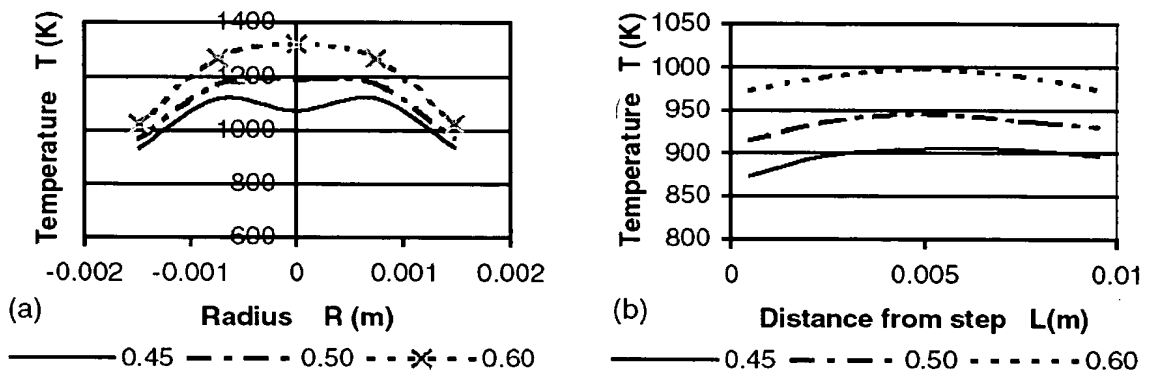 Temperature T (K)
1400
1200
1000
800
600
-0.002 -0.001 0 0.001 0.002
(a) Radius R (m)
0.45 0.50 0.60
Temperature T (K)
1050
1000
950
900
850
800
0 0.005 0.01
(b) Distance from step L(m)
0.45 0.50 0.60